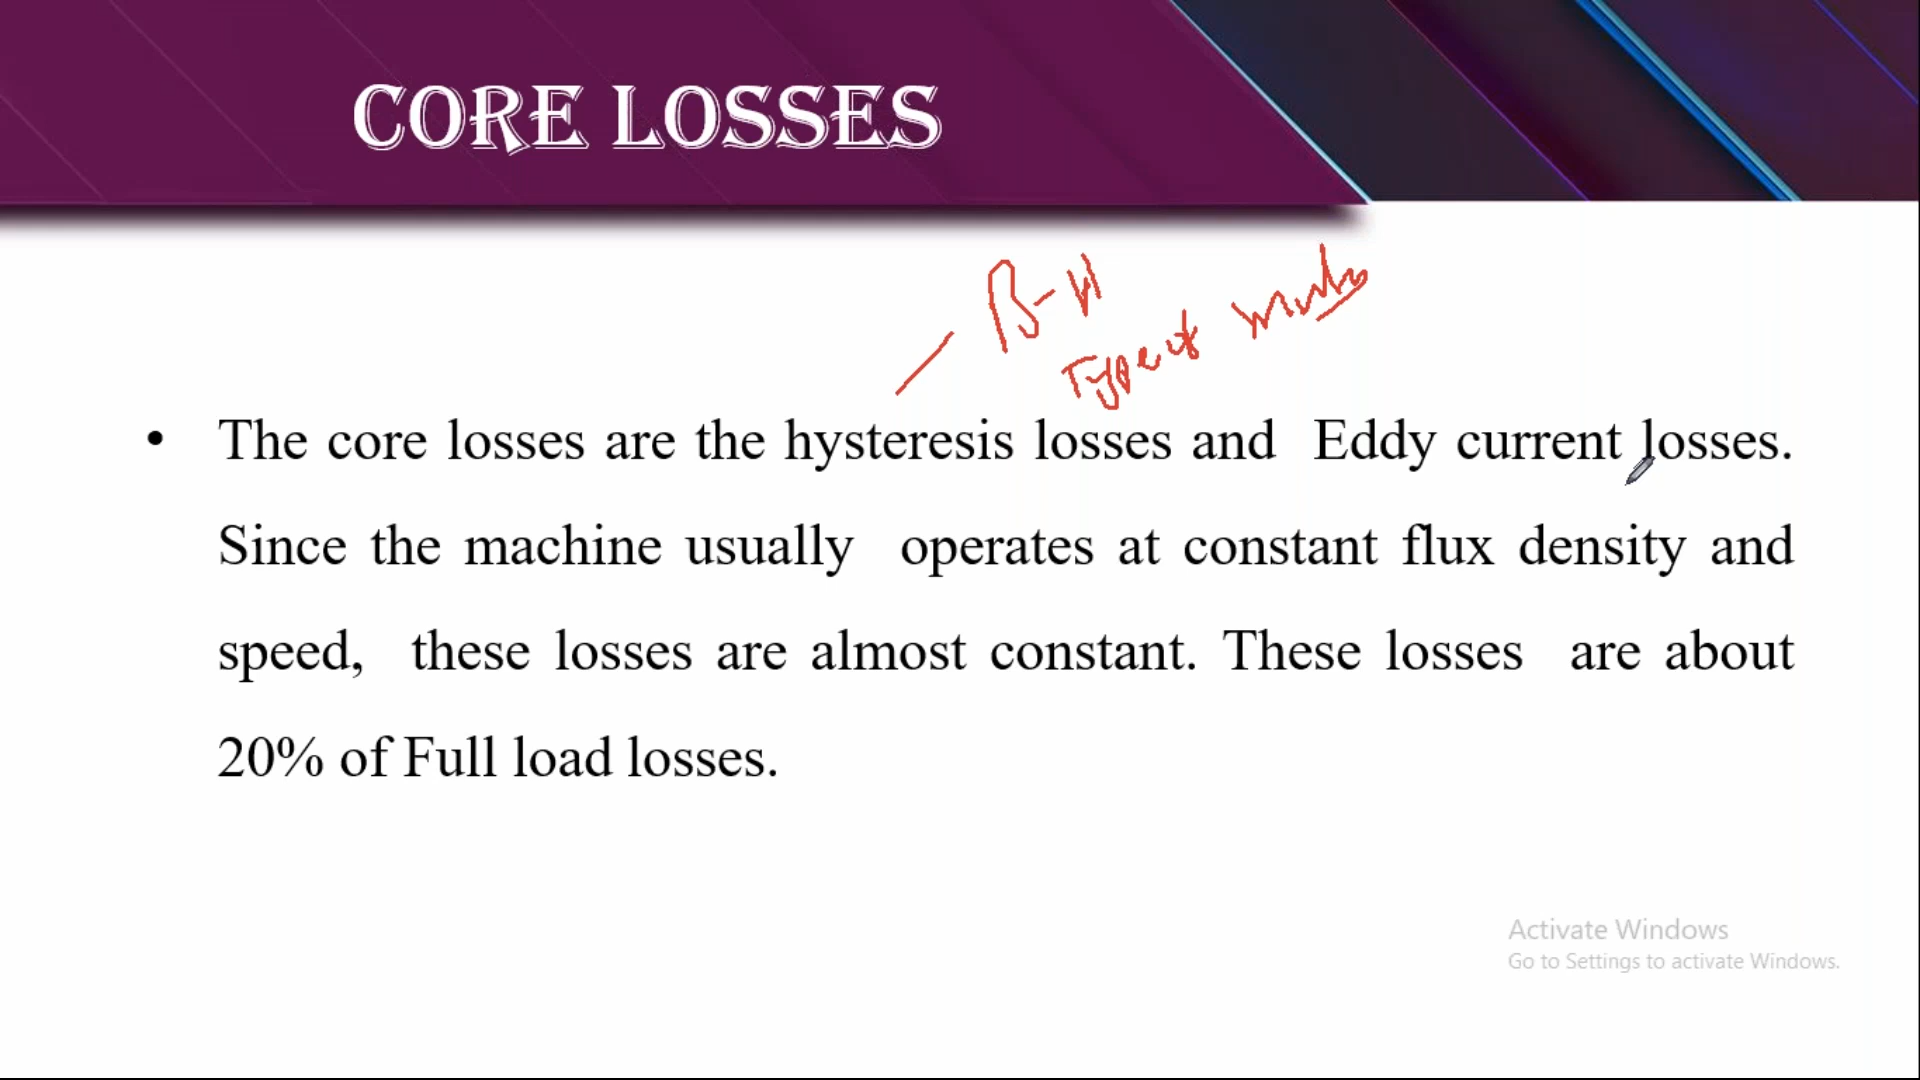 CORE LOSSES
B-H
Type of
• The core losses are the hysteresis losses and Eddy current losses.
Since the machine usually operates at constant flux density and
speed, these losses are almost constant. These losses are about
20% of Full load losses.
Activate Windows
Go to Settings to activate Windows.